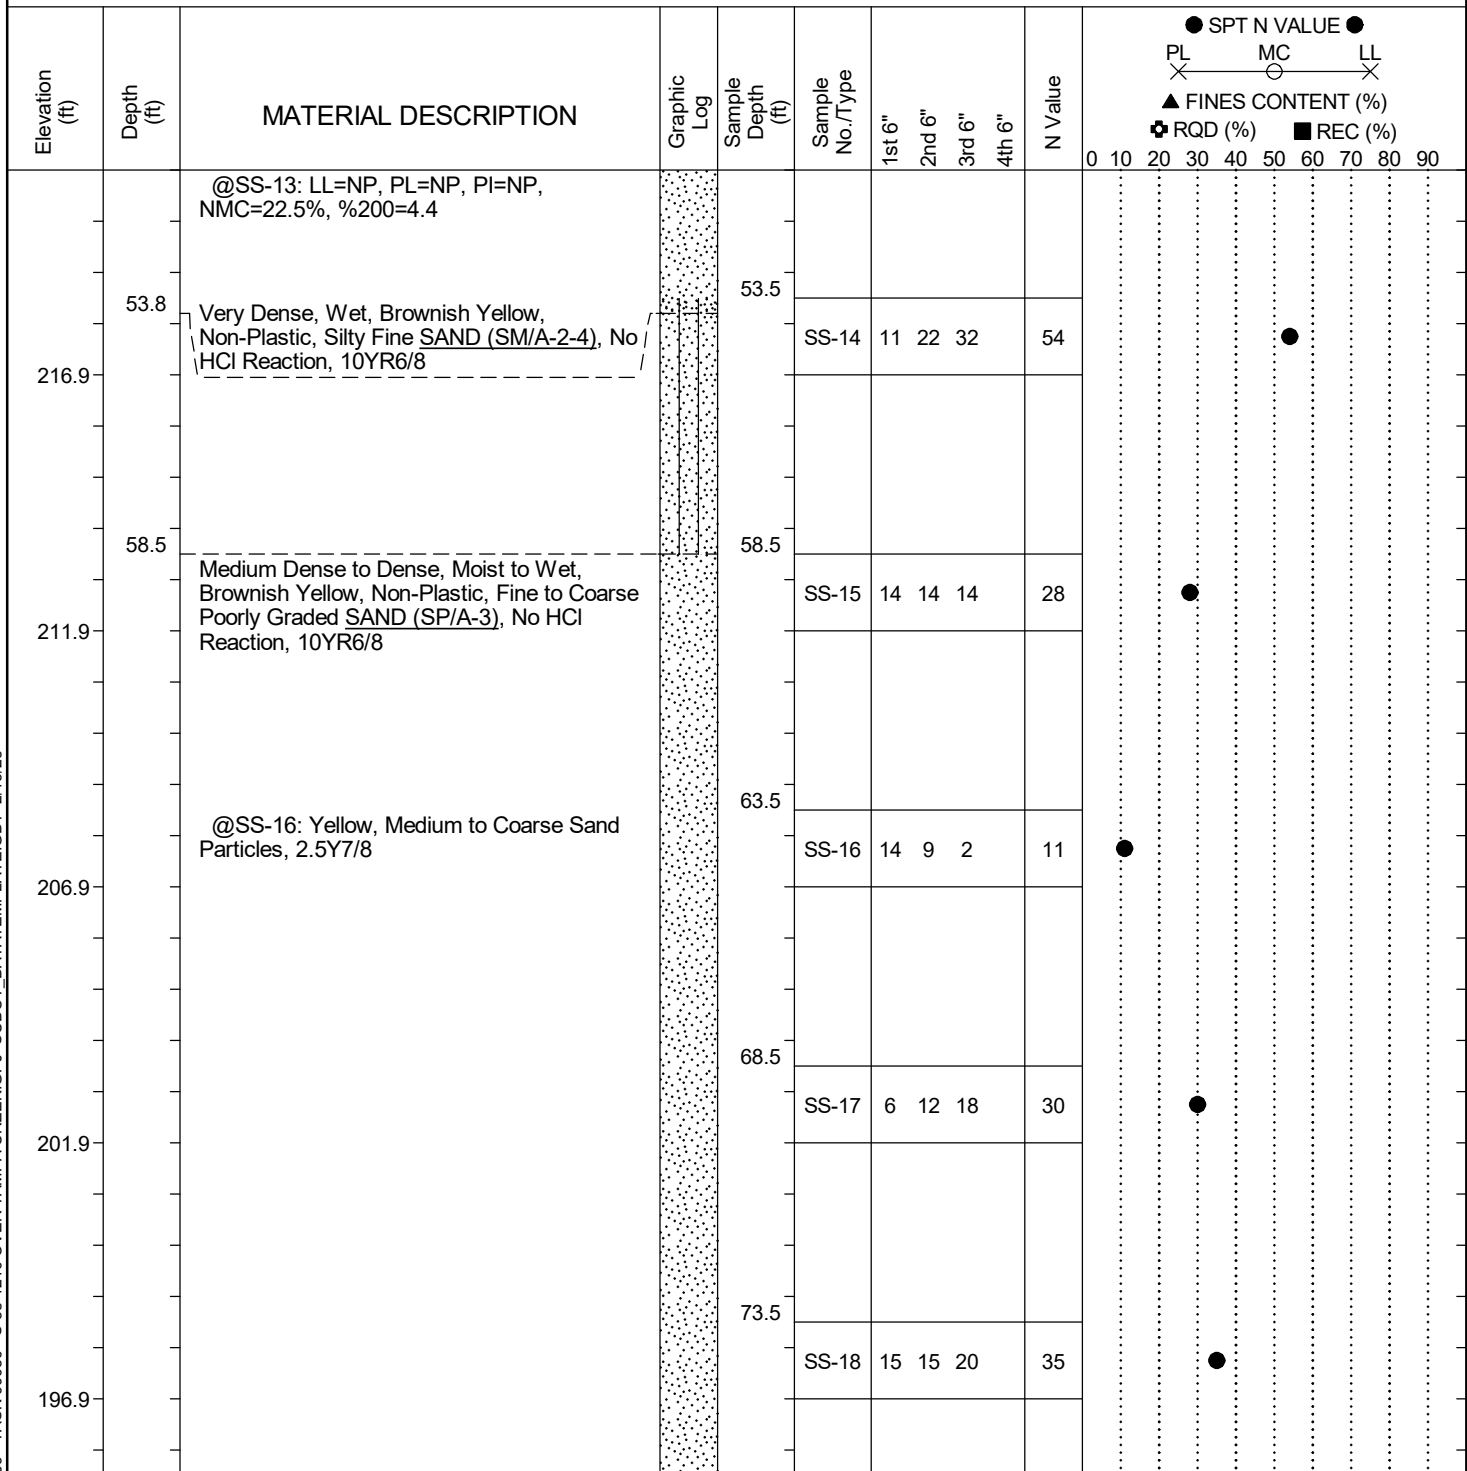 ● SPT N VALUE ●
PL MC LL
▲ FINES CONTENT (%)
RQD (%) ■ REC (%)
0 10 20 30 40 50 60 70 80 90
Elevation (ft)
Depth (ft)
MATERIAL DESCRIPTION
Graphic Log
Sample Depth (ft)
Sample No./Type
1st 6"
2nd 6"
3rd 6"
4th 6"
N Value
@SS-13: LL=NP, PL=NP, PI=NP,
NMC=22.5%, %200=4.4
53.5
53.8
Very Dense, Wet, Brownish Yellow,
Non-Plastic, Silty Fine SAND (SM/A-2-4), No
HCl Reaction, 10YR6/8
SS-14 11 22 32 54
216.9
58.5 58.5
Medium Dense to Dense, Moist to Wet,
Brownish Yellow, Non-Plastic, Fine to Coarse
Poorly Graded SAND (SP/A-3), No HCl
Reaction, 10YR6/8
SS-15 14 14 14 28
211.9
63.5
@SS-16: Yellow, Medium to Coarse Sand
Particles, 2.5Y7/8
SS-16 14 9 2 11
206.9
68.5
SS-17 6 12 18 30
201.9
73.5
SS-18 15 15 20 35
196.9